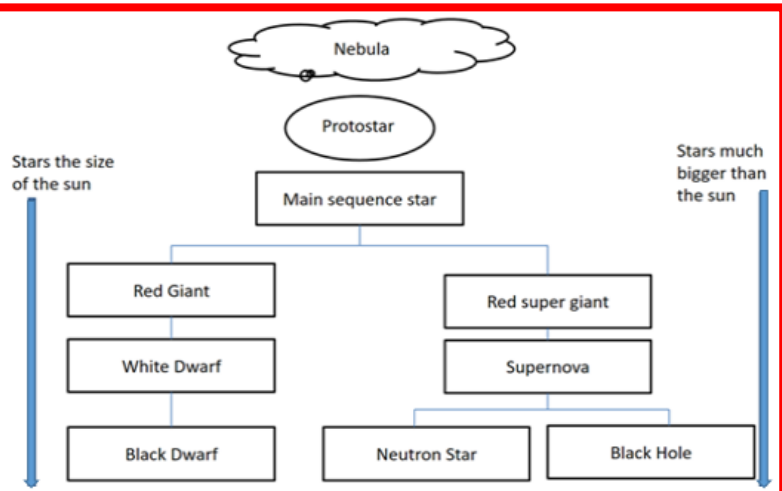 Nebula
Protostar
Stars the size
of the sun
Stars much
bigger than
the sun
Main sequence star
Red Giant
Red super giant
White Dwarf
Supernova
Black Dwarf
Neutron Star
Black Hole